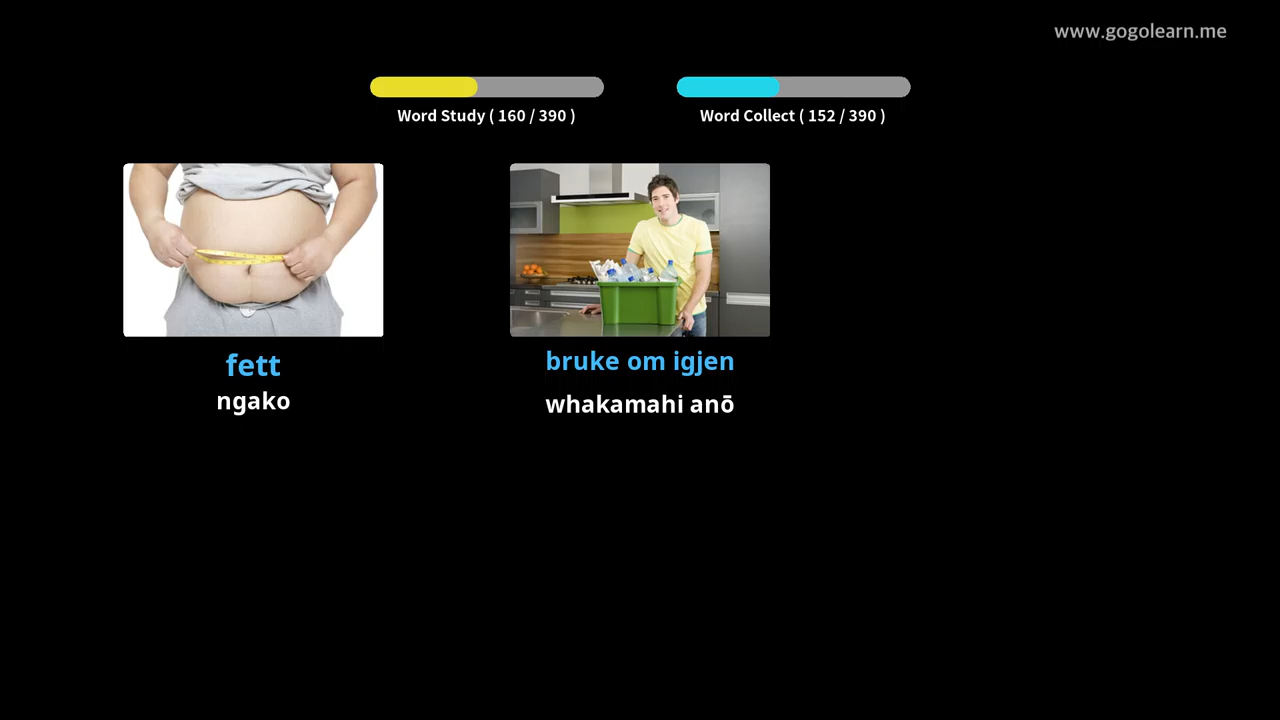 www.gogolearn.me
Word Study ( 160 / 390 )
Word Collect ( 152 / 390 )
fett
ngako
bruke om igjen
whakamahi anō